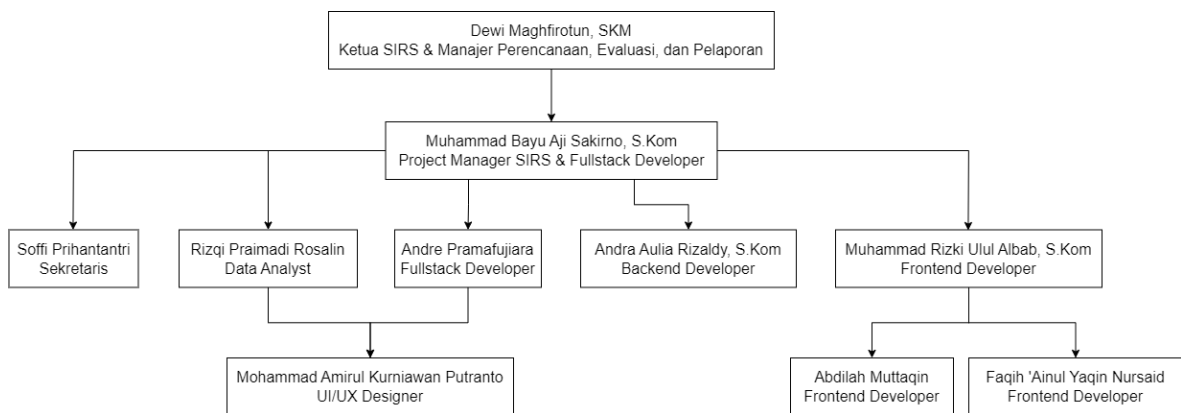 Dewi Maghfirotun, SKM
Ketua SIRS & Manajer Perencanaan, Evaluasi, dan Pelaporan
Muhammad Bayu Aji Sakirno, S.Kom
Project Manager SIRS & Fullstack Developer
Soffi Prihantantri
Sekretaris
Rizqi Praimadi Rosalin
Data Analyst
Andre Pramafujiara
Fullstack Developer
Andra Aulia Rizaldy, S.Kom
Backend Developer
Muhammad Rizki Ulul Albab, S.Kom
Frontend Developer
Mohammad Amirul Kurniawan Putranto
UI/UX Designer
Abdilah Muttaqin
Frontend Developer
Faqih 'Ainul Yaqin Nursaid
Frontend Developer